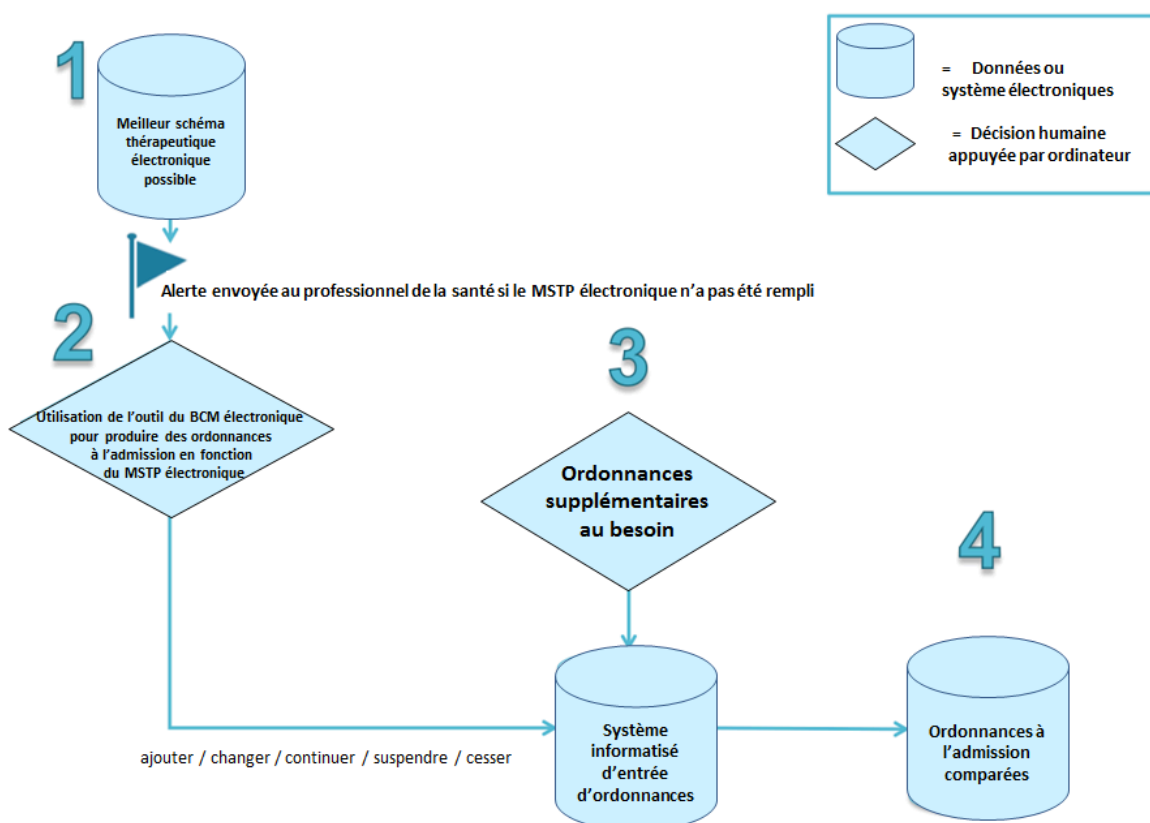 1
Meilleur schéma
thérapeutique
électronique
possible
= Données ou
système électroniques
= Décision humaine
appuyée par ordinateur
Alerte envoyée au professionnel de la santé si le MSTP électronique n'a pas été rempli
2
Utilisation de l'outil du BCM électronique
pour produire des ordonnances
à l'admission en fonction
du MSTP électronique
3
Ordonnances
supplémentaires
au besoin
ajouter / changer / continuer / suspendre / cesser
Système
informatisé
d'entrée
d'ordonnances
4
Ordonnances à
l'admission
comparées